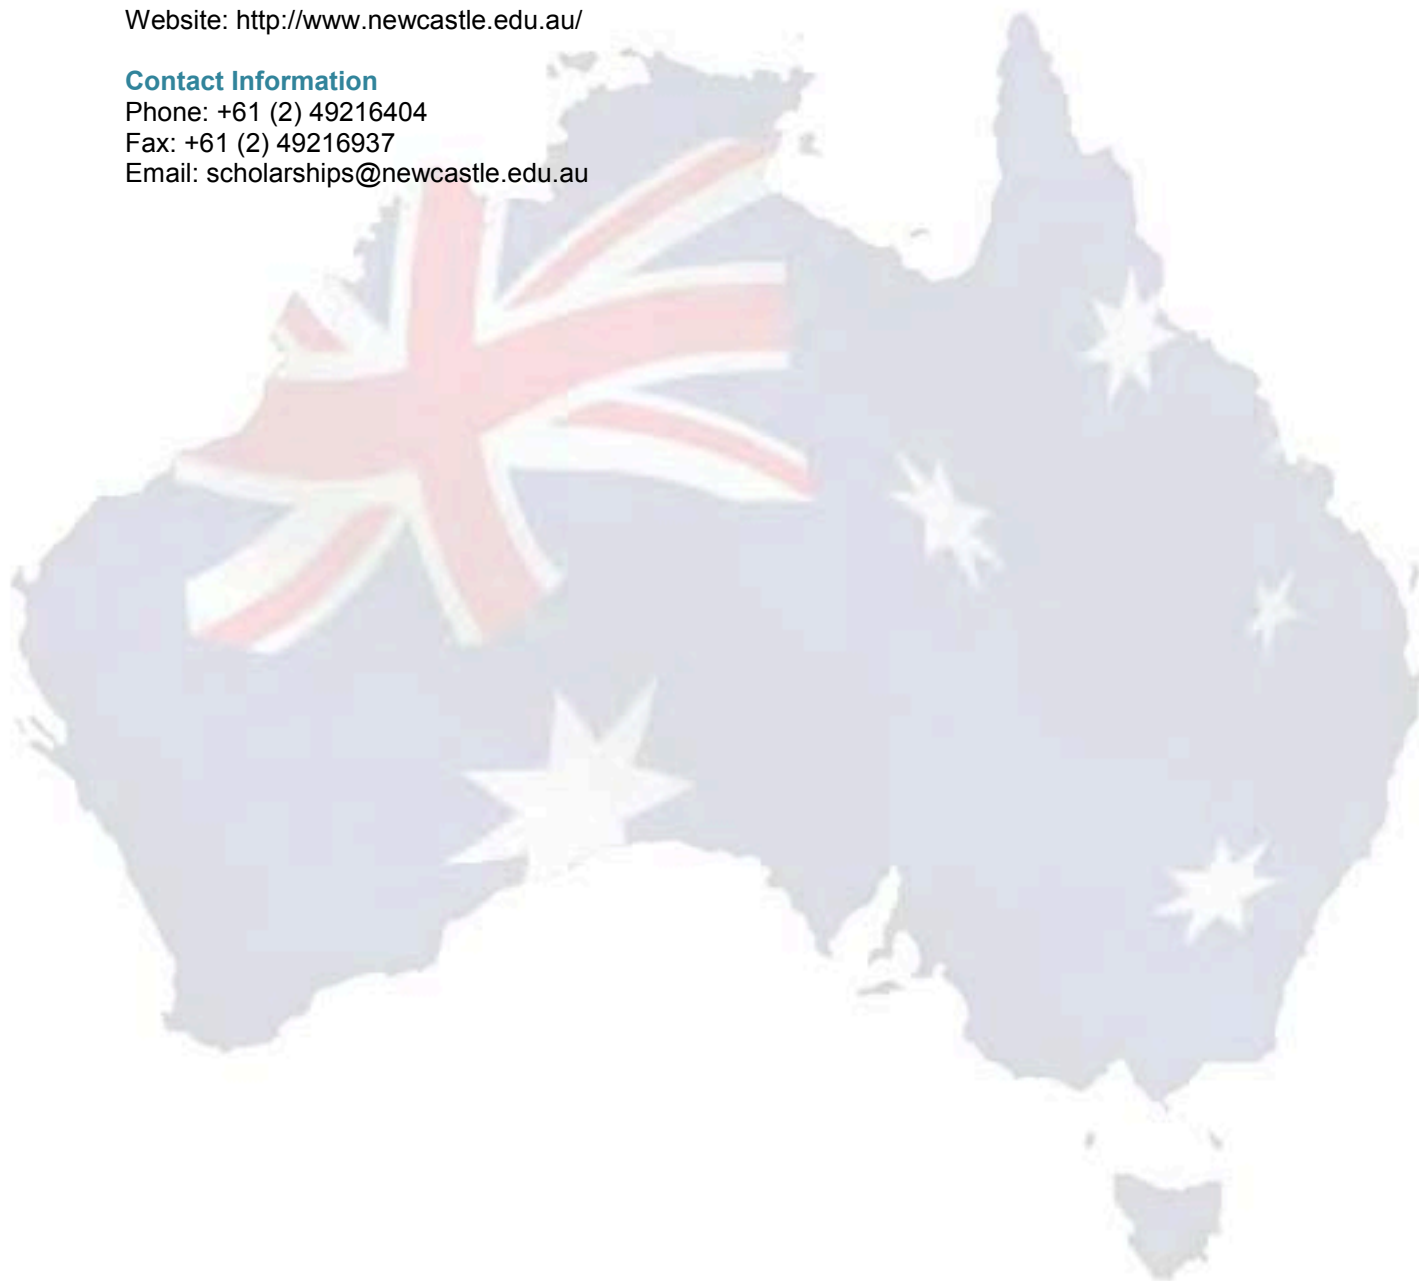 Website: http://www.newcastle.edu.au/
Contact Information
Phone: +61 (2) 49216404
Fax: +61 (2) 49216937
Email: scholarships@newcastle.edu.au